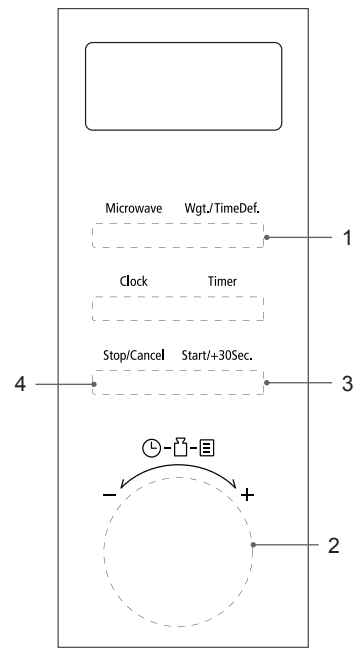 Microwave Wgt./TimeDef.
1
Clock Timer
Stop/Cancel Start/+30Sec.
4 3
- +
2